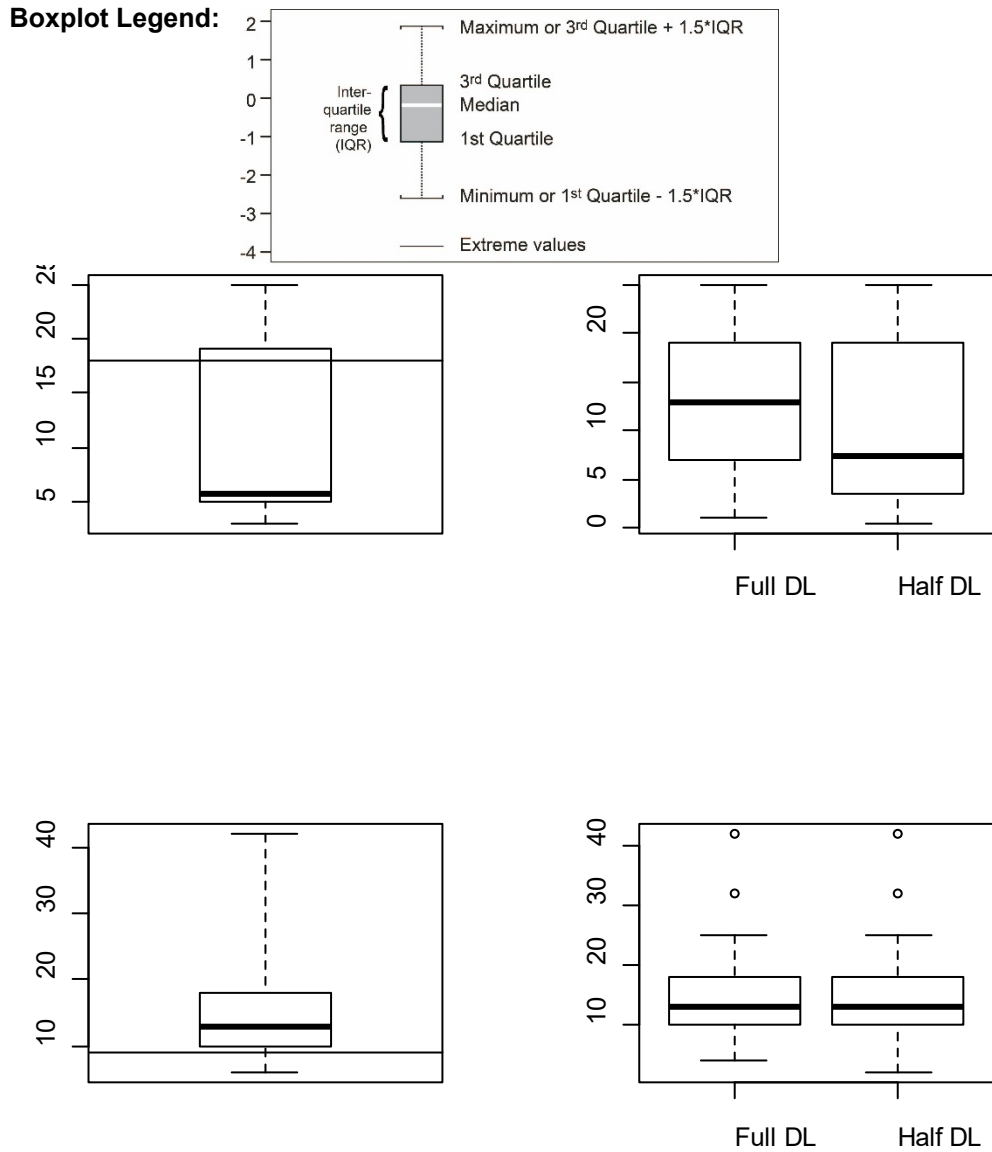 Boxplot Legend:
2
1
0
-1
-2
-3
-4
Inter-
quartile
range
(IQR)
Maximum or 3rd Quartile + 1.5*IQR
3rd Quartile
Median
1st Quartile
Minimum or 1st Quartile - 1.5*IQR
Extreme values
25
20
15
10
5
20
10
5
0
Full DL Half DL
40
30
20
10
40
30
20
10
Full DL Half DL